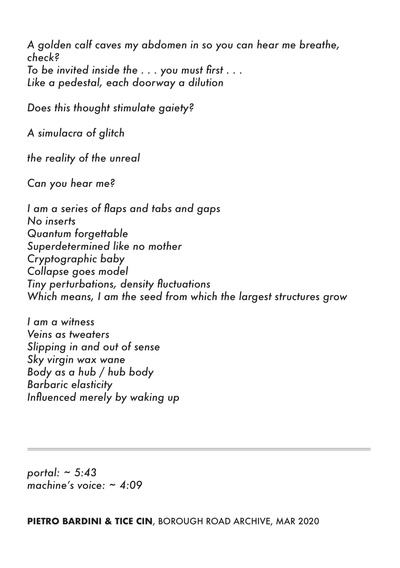 A golden calf caves my abdomen in so you can hear me breathe,
check?
To be invited inside the . . . you must first . . .
Like a pedestal, each doorway a dilution
Does this thought stimulate gaiety?
A simulacra of glitch
the reality of the unreal
Can you hear me?
I am a series of flaps and tabs and gaps
No inserts
Quantum forgettable
Superdetermined like no mother
Cryptographic baby
Collapse goes model
Tiny perturbations, density fluctuations
Which means, I am the seed from which the largest structures grow
I am a witness
Veins as tweaters
Slipping in and out of sense
Sky virgin wax wane
Body as a hub / hub body
Barbaric elasticity
Influenced merely by waking up
portal: ~ 5:43
machine's voice: ~ 4:09
PIETRO BARDINI & TICE CIN, BOROUGH ROAD ARCHIVE, MAR 2020